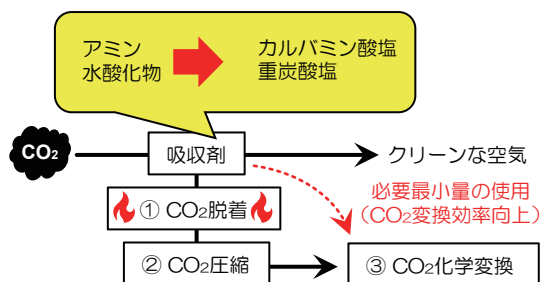 アミン
水酸化物
カルバミン酸塩
重炭酸塩
CO₂
吸収剤
クリーンな空気
① CO₂脱着
必要最小量の使用
（CO₂変換効率向上）
② CO₂圧縮
③ CO₂化学変換